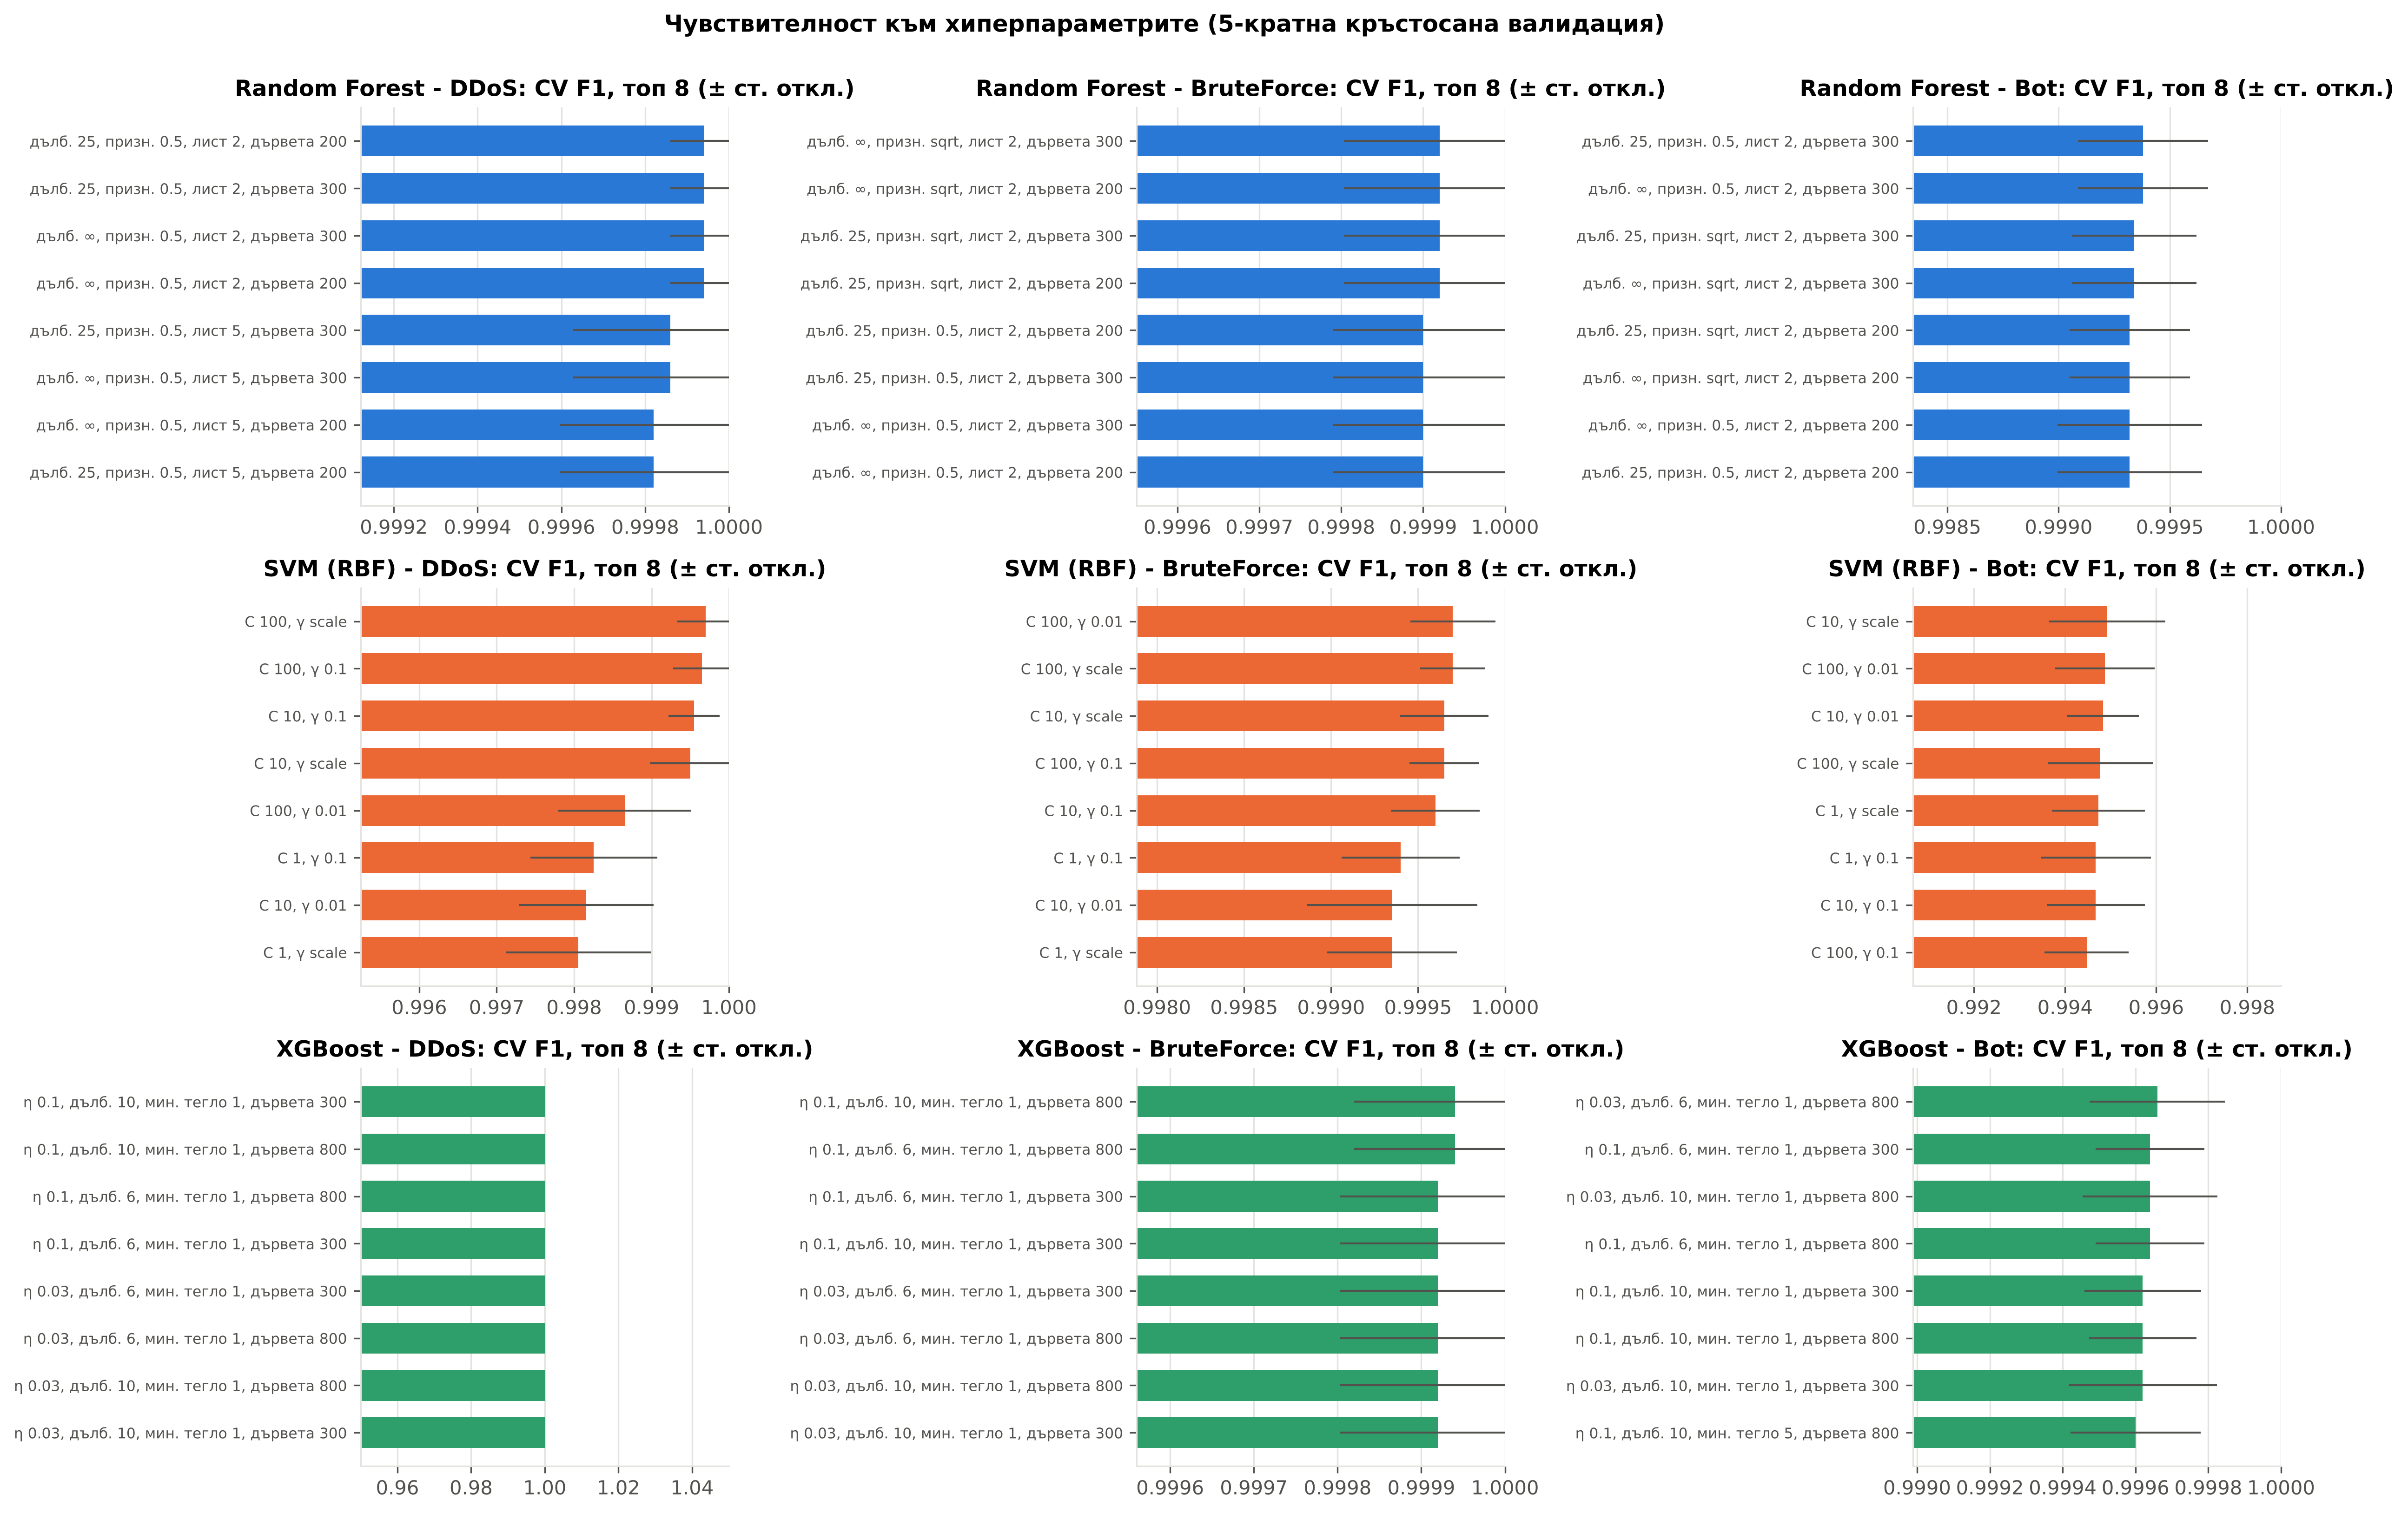 Чувствителност към хиперпараметрите (5-кратна кръстосана валидация)
Random Forest - DDoS: CV F1, топ 8 (± ст. откл.)
дълб. 25, призн. 0.5, лист 2, дървета 200
дълб. 25, призн. 0.5, лист 2, дървета 300
дълб. ∞, призн. 0.5, лист 2, дървета 300
дълб. ∞, призн. 0.5, лист 2, дървета 200
дълб. 25, призн. 0.5, лист 5, дървета 300
дълб. ∞, призн. 0.5, лист 5, дървета 300
дълб. ∞, призн. 0.5, лист 5, дървета 200
дълб. 25, призн. 0.5, лист 5, дървета 200
0.9992 0.9994 0.9996 0.9998 1.0000
Random Forest - BruteForce: CV F1, топ 8 (± ст. откл.)
дълб. ∞, призн. sqrt, лист 2, дървета 300
дълб. ∞, призн. sqrt, лист 2, дървета 200
дълб. 25, призн. sqrt, лист 2, дървета 300
дълб. 25, призн. sqrt, лист 2, дървета 200
дълб. 25, призн. 0.5, лист 2, дървета 200
дълб. 25, призн. 0.5, лист 2, дървета 300
дълб. ∞, призн. 0.5, лист 2, дървета 300
дълб. ∞, призн. 0.5, лист 2, дървета 200
0.9996 0.9997 0.9998 0.9999 1.0000
Random Forest - Bot: CV F1, топ 8 (± ст. откл.)
дълб. 25, призн. 0.5, лист 2, дървета 300
дълб. ∞, призн. 0.5, лист 2, дървета 300
дълб. 25, призн. sqrt, лист 2, дървета 300
дълб. ∞, призн. sqrt, лист 2, дървета 300
дълб. 25, призн. sqrt, лист 2, дървета 200
дълб. ∞, призн. sqrt, лист 2, дървета 200
дълб. ∞, призн. 0.5, лист 2, дървета 200
дълб. 25, призн. 0.5, лист 2, дървета 200
0.9985 0.9990 0.9995 1.0000
SVM (RBF) - DDoS: CV F1, топ 8 (± ст. откл.)
C 100, γ scale
C 100, γ 0.1
C 10, γ 0.1
C 10, γ scale
C 100, γ 0.01
C 1, γ 0.1
C 10, γ 0.01
C 1, γ scale
0.996 0.997 0.998 0.999 1.000
SVM (RBF) - BruteForce: CV F1, топ 8 (± ст. откл.)
C 100, γ 0.01
C 100, γ scale
C 10, γ scale
C 100, γ 0.1
C 10, γ 0.1
C 1, γ 0.1
C 10, γ 0.01
C 1, γ scale
0.9980 0.9985 0.9990 0.9995 1.0000
SVM (RBF) - Bot: CV F1, топ 8 (± ст. откл.)
C 10, γ scale
C 100, γ 0.01
C 10, γ 0.01
C 100, γ scale
C 1, γ scale
C 1, γ 0.1
C 10, γ 0.1
C 100, γ 0.1
0.992 0.994 0.996 0.998
XGBoost - DDoS: CV F1, топ 8 (± ст. откл.)
η 0.1, дълб. 10, мин. тегло 1, дървета 300
η 0.1, дълб. 10, мин. тегло 1, дървета 800
η 0.1, дълб. 6, мин. тегло 1, дървета 800
η 0.1, дълб. 6, мин. тегло 1, дървета 300
η 0.03, дълб. 6, мин. тегло 1, дървета 300
η 0.03, дълб. 6, мин. тегло 1, дървета 800
η 0.03, дълб. 10, мин. тегло 1, дървета 800
η 0.03, дълб. 10, мин. тегло 1, дървета 300
0.96 0.98 1.00 1.02 1.04
XGBoost - BruteForce: CV F1, топ 8 (± ст. откл.)
η 0.1, дълб. 10, мин. тегло 1, дървета 800
η 0.1, дълб. 6, мин. тегло 1, дървета 800
η 0.1, дълб. 6, мин. тегло 1, дървета 300
η 0.1, дълб. 10, мин. тегло 1, дървета 300
η 0.03, дълб. 6, мин. тегло 1, дървета 300
η 0.03, дълб. 6, мин. тегло 1, дървета 800
η 0.03, дълб. 10, мин. тегло 1, дървета 800
η 0.03, дълб. 10, мин. тегло 1, дървета 300
0.9996 0.9997 0.9998 0.9999 1.0000
XGBoost - Bot: CV F1, топ 8 (± ст. откл.)
η 0.03, дълб. 6, мин. тегло 1, дървета 800
η 0.1, дълб. 6, мин. тегло 1, дървета 300
η 0.03, дълб. 10, мин. тегло 1, дървета 800
η 0.1, дълб. 6, мин. тегло 1, дървета 800
η 0.1, дълб. 10, мин. тегло 1, дървета 300
η 0.1, дълб. 10, мин. тегло 1, дървета 800
η 0.03, дълб. 10, мин. тегло 1, дървета 300
η 0.1, дълб. 10, мин. тегло 5, дървета 800
0.9990 0.9992 0.9994 0.9996 0.9998 1.0000